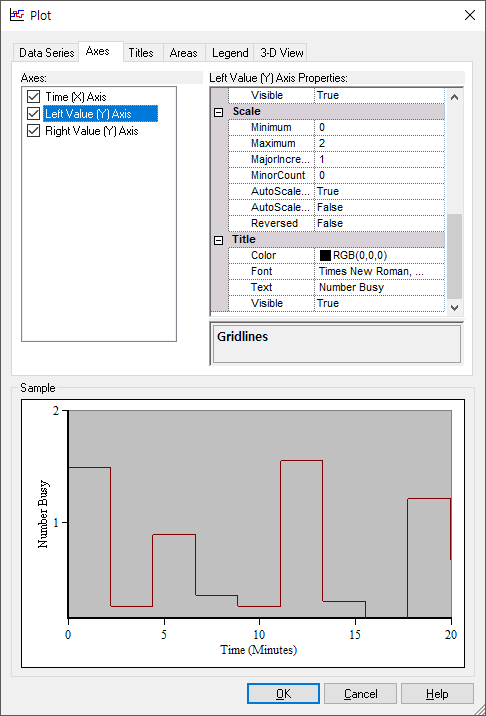 Plot
Data Series Axes Titles Areas Legend 3-D View
Axes:
Time (X) Axis
Left Value (Y) Axis
Right Value (Y) Axis
Left Value (Y) Axis Properties:
Visible True
Scale
Minimum 0
Maximum 2
MajorIncre... 1
MinorCount 0
AutoScale... True
AutoScale... False
Reversed False
Title
Color RGB(0,0,0)
Font Times New Roman, ...
Text Number Busy
Visible True
Gridlines
Sample
2
1
Number Busy
0 5 10 15 20
Time (Minutes)
OK Cancel Help